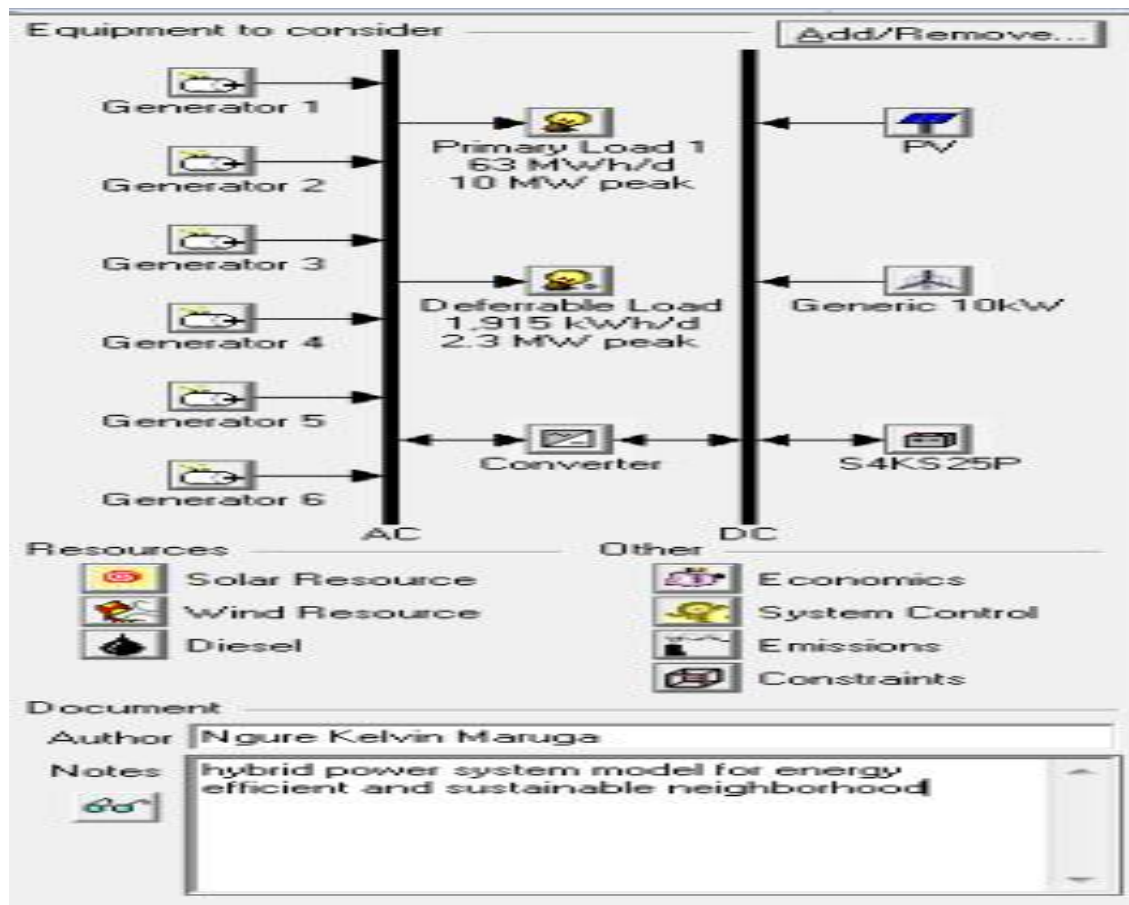 Equipment to consider
Add/Remove...
Generator 1
Generator 2
Generator 3
Generator 4
Generator 5
Generator 6
Primary Load 1
63 MWh/d
10 MW peak
Deferrable Load
1,915 kWh/d
2.3 MW peak
Converter
PV
Generic 10kW
S4KS25P
AC
DC
Resources
Solar Resource
Wind Resource
Diesel
Other
Economics
System Control
Emissions
Constraints
Document
Author
Ngure Kelvin Maruga
Notes
hybrid power system model for energy
efficient and sustainable neighborhood